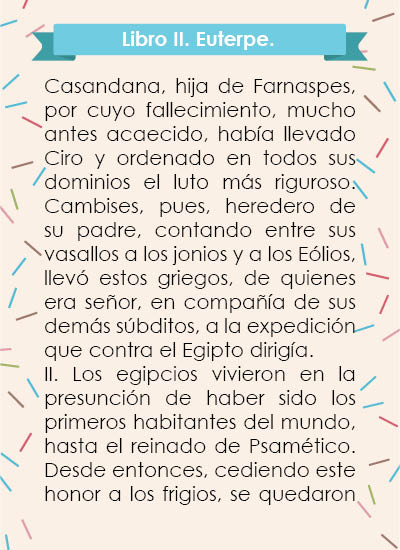 Libro II. Euterpe.
Casandana, hija de Farnaspes,
por cuyo fallecimiento, mucho
antes acaecido, había llevado
Ciro y ordenado en todos sus
dominios el luto más riguroso.
Cambises, pues, heredero de
su padre, contando entre sus
vasallos a los jonios y a los Eólios,
llevó estos griegos, de quienes
era señor, en compañía de sus
demás súbditos, a la expedición
que contra el Egipto dirigía.
II. Los egipcios vivieron en la
presunción de haber sido los
primeros habitantes del mundo,
hasta el reinado de Psamético.
Desde entonces, cediendo este
honor a los frigios, se quedaron